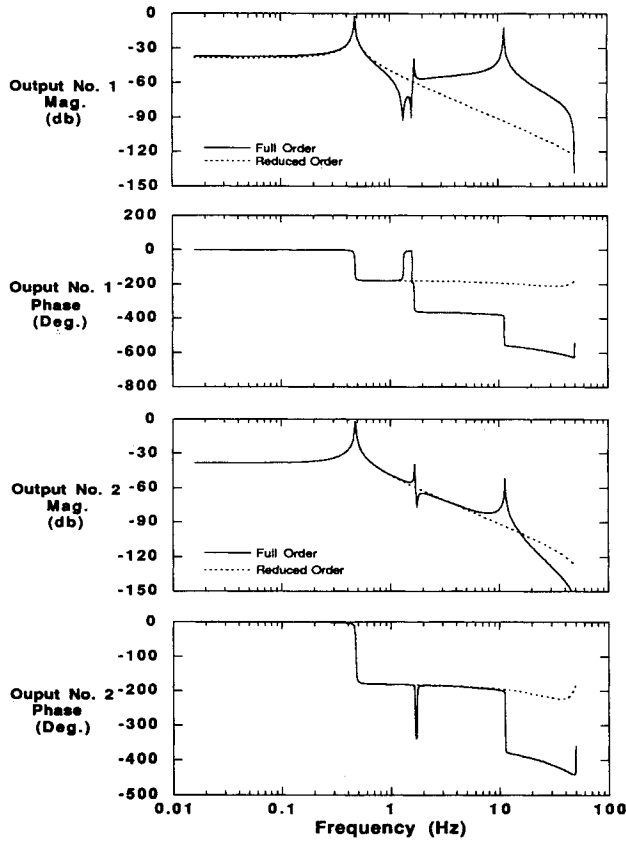 0
-30
-60
-90
-120
-150
Output No. 1
Mag.
(db)
Full Order
Reduced Order
200
0
-200
-400
-600
-800
Ouput No. 1
Phase
(Deg.)
0
-30
-60
-90
-120
-150
Output No. 2
Mag.
(db)
Full Order
Reduced Order
0
-100
-200
-300
-400
-500
Ouput No. 2
Phase
(Deg.)
0.01 0.1 1 10 100
Frequency (Hz)